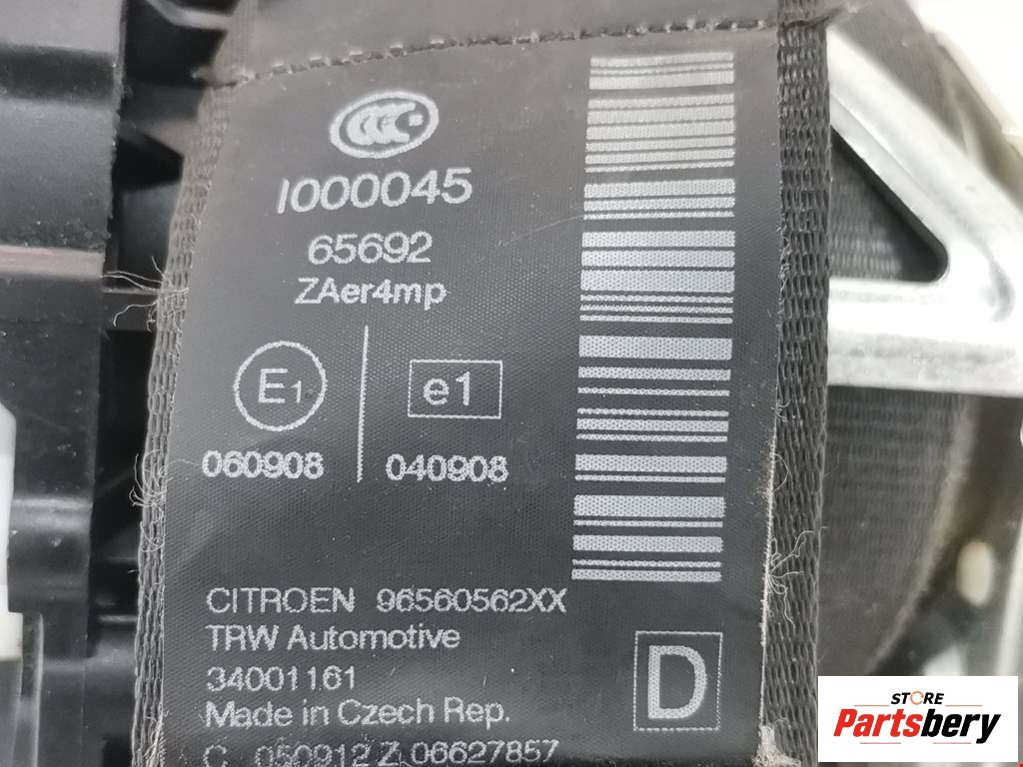 CCC
1000045
65692
ZAer4mp
E1
e1
060908
040908
CITROEN 96560562XX
TRW Automotive
34001161
Made in Czech Rep.
D
C 050912 Z 06627857
STORE
Partsbery